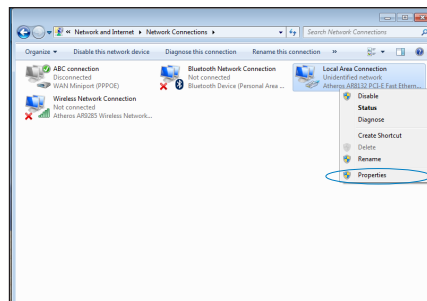 « Network and Internet ▸ Network Connections ▸
Search Network Connections
Organize ▾ Disable this network device Diagnose this connection Rename this connection »
ABC connection
Disconnected
WAN Miniport (PPPOE)
Bluetooth Network Connection
Not connected
Bluetooth Device (Personal Area ...
Local Area Connection
Unidentified network
Atheros AR8132 PCI-E Fast Ethern...
Wireless Network Connection
Not connected
Atheros AR9285 Wireless Network...
Disable
Status
Diagnose
Create Shortcut
Delete
Rename
Properties